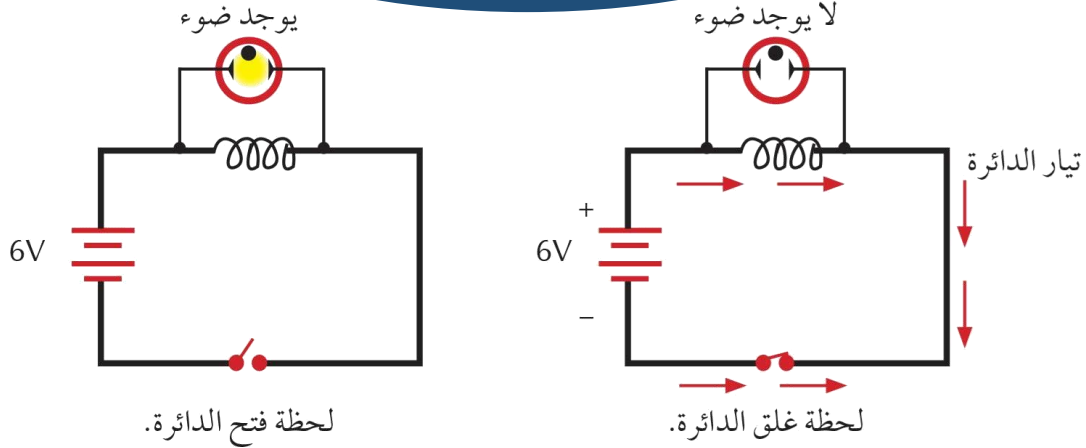 لا يوجد ضوء
تيار الدائرة
+
6V
−
لحظة غلق الدائرة.
يوجد ضوء
6V
لحظة فتح الدائرة.